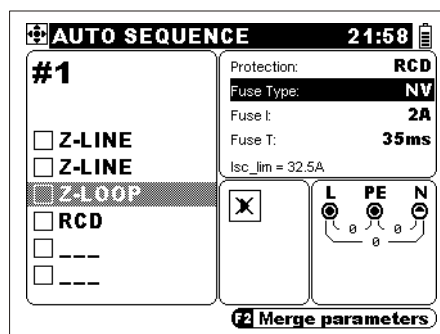 AUTO SEQUENCE 21:58
#1
Z-LINE
Z-LINE
Z-LOOP
RCD
---
---
Protection: RCD
Fuse Type: NV
Fuse I: 2A
Fuse T: 35ms
Isc_lim = 32.5A
L PE N
0 0
0
F2 Merge parameters